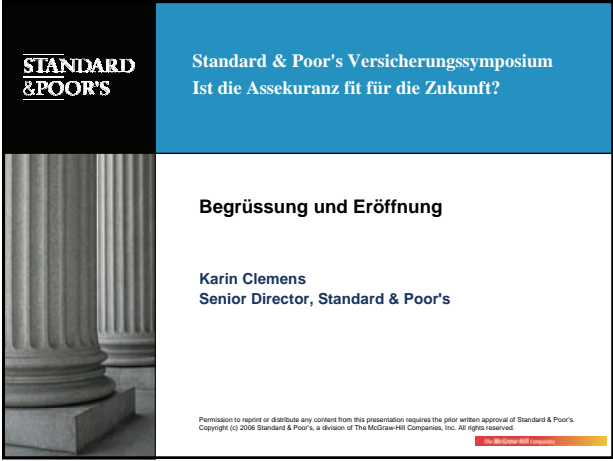 STANDARD
&POOR'S
Standard & Poor's Versicherungssymposium
Ist die Assekuranz fit für die Zukunft?
Begrüssung und Eröffnung
Karin Clemens
Senior Director, Standard & Poor's
Permission to reprint or distribute any content from this presentation requires the prior written approval of Standard & Poor's.
Copyright (c) 2006 Standard & Poor's, a division of The McGraw-Hill Companies, Inc. All rights reserved.
The McGraw-Hill Companies